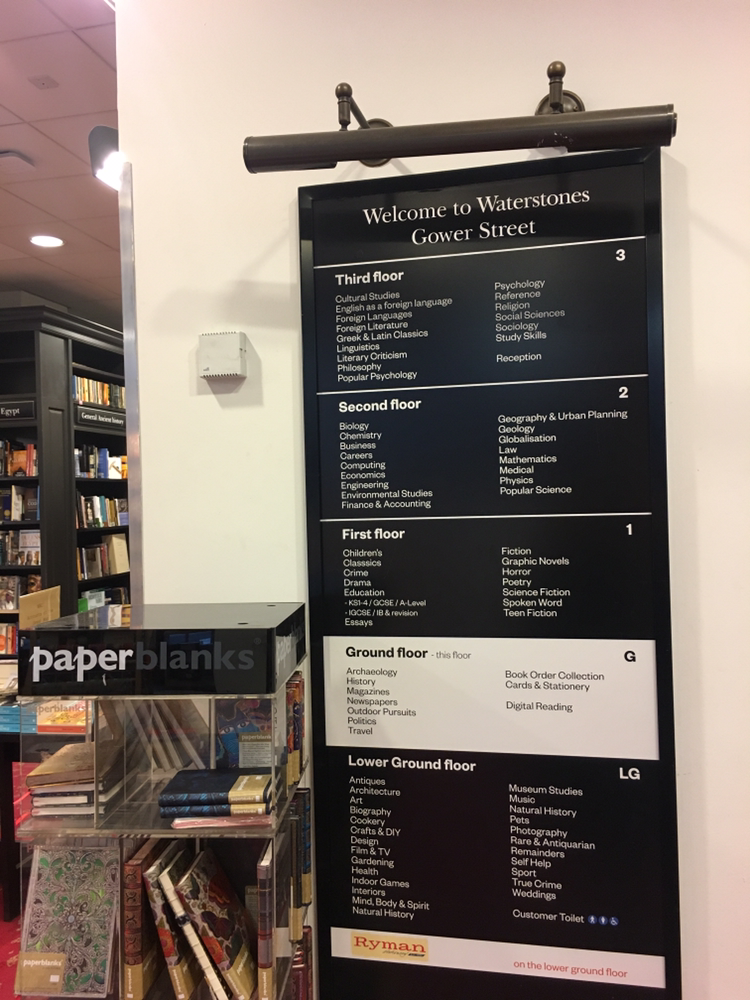 Welcome to Waterstones
Gower Street
Third floor
3
Cultural Studies
English as a foreign language
Foreign Languages
Foreign Literature
Greek & Latin Classics
Linguistics
Literary Criticism
Philosophy
Popular Psychology
Psychology
Reference
Religion
Social Sciences
Sociology
Study Skills
Reception
Second floor
2
Biology
Chemistry
Business
Careers
Computing
Economics
Engineering
Environmental Studies
Finance & Accounting
Geography & Urban Planning
Geology
Globalisation
Law
Mathematics
Medical
Physics
Popular Science
First floor
1
Children's
Classsics
Crime
Drama
Education
· KS1-4 / GCSE / A-Level
· IGCSE / IB & revision
Essays
Fiction
Graphic Novels
Horror
Poetry
Science Fiction
Spoken Word
Teen Fiction
Ground floor - this floor
G
Archaeology
History
Magazines
Newspapers
Outdoor Pursuits
Politics
Travel
Book Order Collection
Cards & Stationery
Digital Reading
Lower Ground floor
LG
Antiques
Architecture
Art
Biography
Cookery
Crafts & DIY
Design
Film & TV
Gardening
Health
Indoor Games
Interiors
Mind, Body & Spirit
Natural History
Museum Studies
Music
Natural History
Pets
Photography
Rare & Antiquarian
Remainders
Self Help
Sport
True Crime
Weddings
Customer Toilet
Ryman
on the lower ground floor
Egypt
General Ancient history
paperblanks
paperblanks
paperblanks
paperblanks